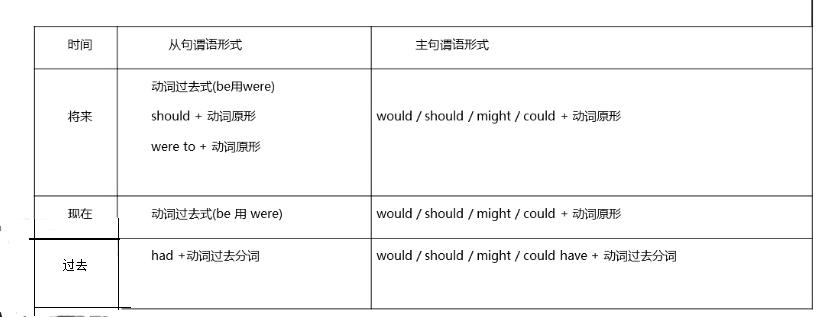 时间 从句谓语形式 主句谓语形式
动词过去式(be用were)
将来 should + 动词原形 would / should / might / could + 动词原形
were to + 动词原形
现在 动词过去式(be 用 were) would / should / might / could + 动词原形
过去 had +动词过去分词 would / should / might / could have + 动词过去分词